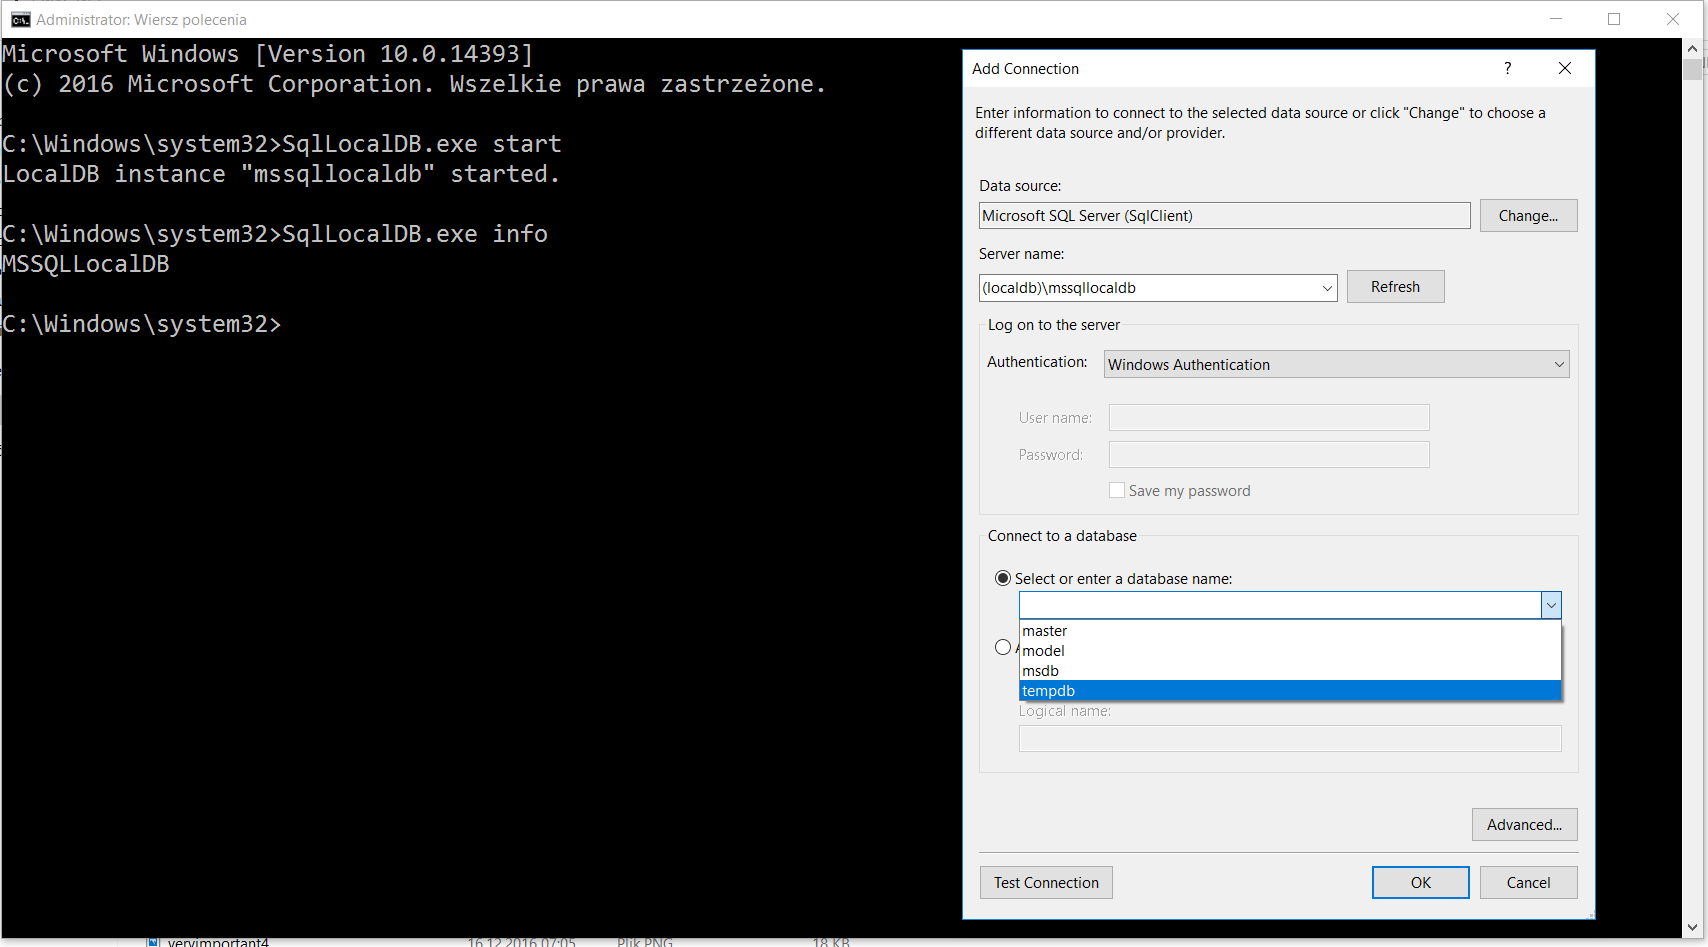 Administrator: Wiersz polecenia
Microsoft Windows [Version 10.0.14393]
(c) 2016 Microsoft Corporation. Wszelkie prawa zastrzeżone.
C:\Windows\system32>SqlLocalDB.exe start
LocalDB instance "mssqllocaldb" started.
C:\Windows\system32>SqlLocalDB.exe info
MSSQLLocalDB
C:\Windows\system32>
Add Connection
?
Enter information to connect to the selected data source or click "Change" to choose a
different data source and/or provider.
Data source:
Microsoft SQL Server (SqlClient)
Change...
Server name:
(localdb)\mssqllocaldb
Refresh
Log on to the server
Authentication:
Windows Authentication
User name:
Password:
Save my password
Connect to a database
Select or enter a database name:
master
model
msdb
tempdb
Logical name:
Advanced...
Test Connection
OK
Cancel
veryimportant4 16.12.2016 07:05 Plik PNG 18 KB